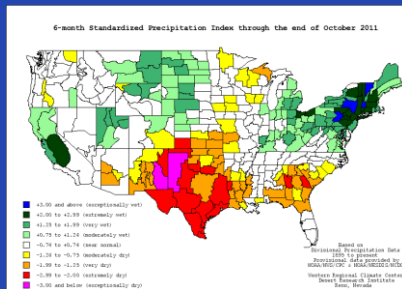 6-month Standardized Precipitation Index through the end of October 2011
+3.00 and above (exceptionally wet)
+2.00 to +2.99 (extremely wet)
+1.25 to +1.99 (very wet)
+0.75 to +1.24 (moderately wet)
-0.74 to +0.74 (near normal)
-1.24 to -0.75 (moderately dry)
-1.99 to -1.25 (very dry)
-2.99 to -2.00 (extremely dry)
-3.00 and below (exceptionally dry)
Based on
Divisional Precipitation Data
1895 to present
Provisional data provided by
Western Regional Climate Center
Desert Research Institute
Reno, Nevada